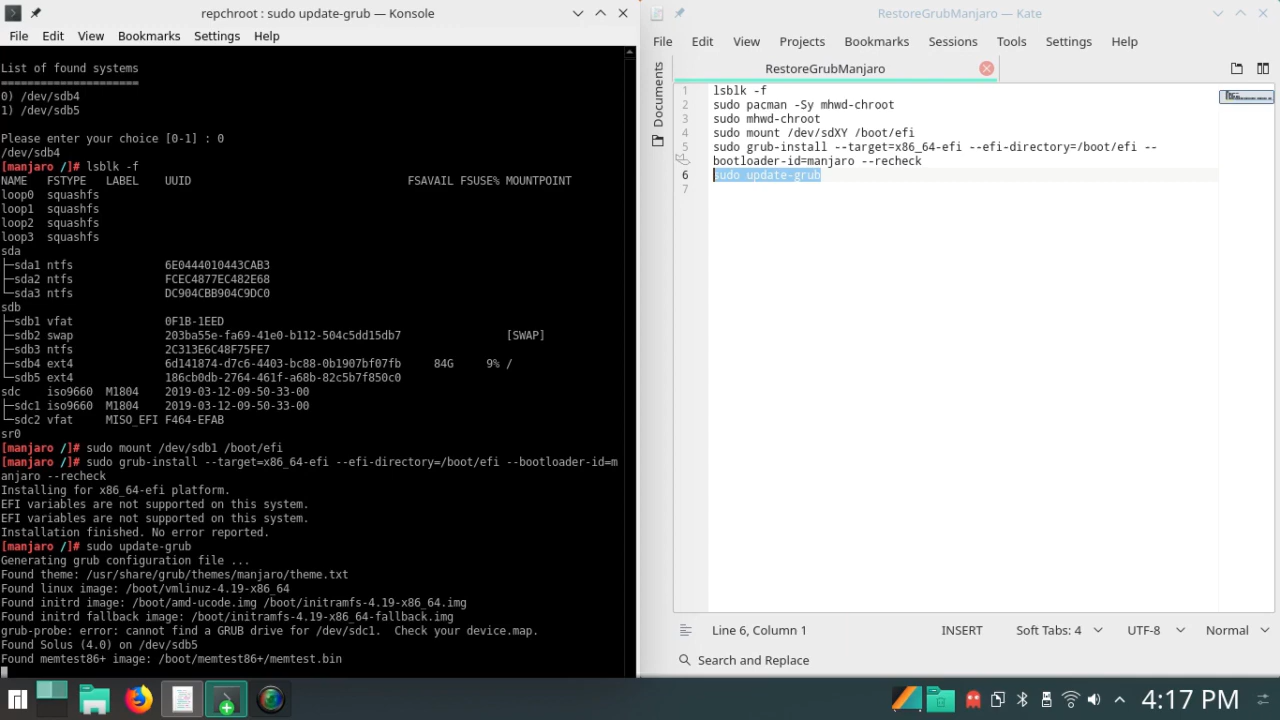 repchroot : sudo update-grub — Konsole
File Edit View Bookmarks Settings Help
List of found systems
=====================
0) /dev/sdb4
1) /dev/sdb5
Please enter your choice [0-1] : 0
/dev/sdb4
[manjaro /]# lsblk -f
NAME FSTYPE LABEL UUID FSAVAIL FSUSE% MOUNTPOINT
loop0 squashfs
loop1 squashfs
loop2 squashfs
loop3 squashfs
sda
├─sda1 ntfs 6E0444010443CAB3
├─sda2 ntfs FCEC4877EC482E68
└─sda3 ntfs DC904CBB904C9DC0
sdb
├─sdb1 vfat 0F1B-1EED
├─sdb2 swap 203ba55e-fa69-41e0-b112-504c5dd15db7 [SWAP]
├─sdb3 ntfs 2C313E6C48F75FE7
├─sdb4 ext4 6d141874-d7c6-4403-bc88-0b1907bf07fb 84G 9% /
└─sdb5 ext4 186cb0db-2764-461f-a68b-82c5b7f850c0
sdc iso9660 M1804 2019-03-12-09-50-33-00
├─sdc1 iso9660 M1804 2019-03-12-09-50-33-00
└─sdc2 vfat MISO_EFI F464-EFAB
sr0
[manjaro /]# sudo mount /dev/sdb1 /boot/efi
[manjaro /]# sudo grub-install --target=x86_64-efi --efi-directory=/boot/efi --bootloader-id=m
anjaro --recheck
Installing for x86_64-efi platform.
EFI variables are not supported on this system.
EFI variables are not supported on this system.
Installation finished. No error reported.
[manjaro /]# sudo update-grub
Generating grub configuration file ...
Found theme: /usr/share/grub/themes/manjaro/theme.txt
Found linux image: /boot/vmlinuz-4.19-x86_64
Found initrd image: /boot/amd-ucode.img /boot/initramfs-4.19-x86_64.img
Found initrd fallback image: /boot/initramfs-4.19-x86_64-fallback.img
grub-probe: error: cannot find a GRUB drive for /dev/sdc1.  Check your device.map.
Found Solus (4.0) on /dev/sdb5
Found memtest86+ image: /boot/memtest86+/memtest.bin
RestoreGrubManjaro — Kate
File Edit View Projects Bookmarks Sessions Tools Settings Help
Documents
RestoreGrubManjaro
1 lsblk -f
2 sudo pacman -Sy mhwd-chroot
3 sudo mhwd-chroot
4 sudo mount /dev/sdXY /boot/efi
5 sudo grub-install --target=x86_64-efi --efi-directory=/boot/efi --
bootloader-id=manjaro --recheck
6 sudo update-grub
7
Line 6, Column 1 INSERT Soft Tabs: 4 UTF-8 Normal
Search and Replace
4:17 PM